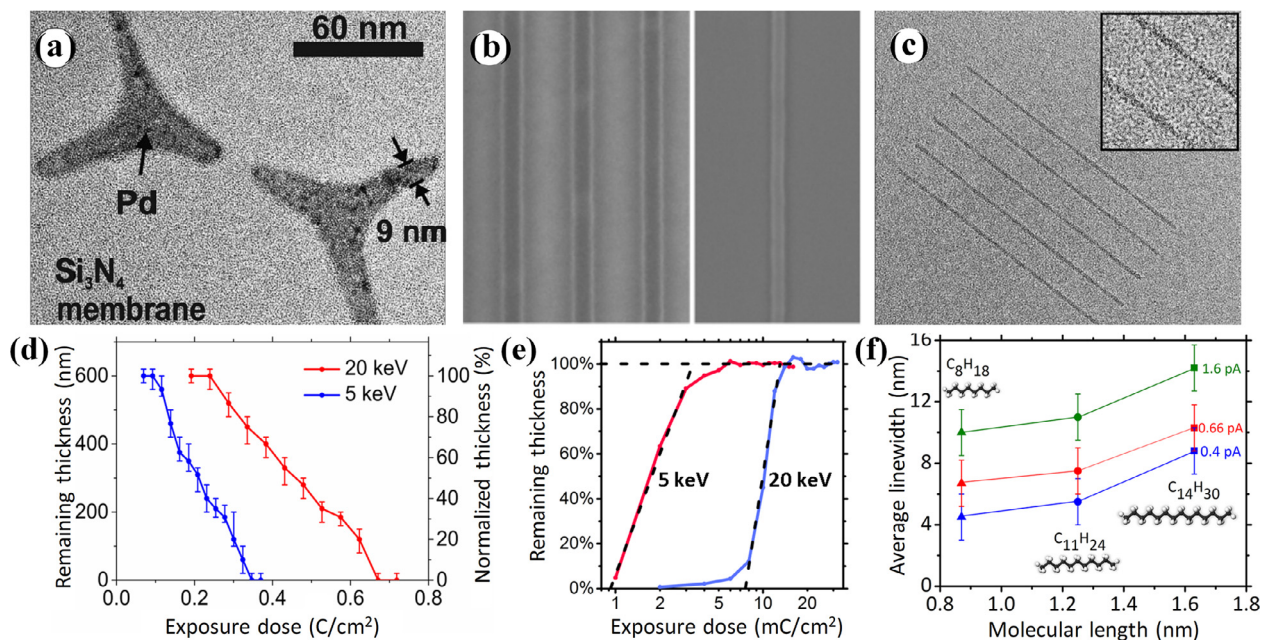 (a)
60 nm
Pd
9 nm
Si₃N₄
membrane
(b)
(c)
(d)
Remaining thickness (nm)
600
400
200
0
20 keV
5 keV
100
80
60
40
20
0
Normalized thickness (%)
0.0 0.2 0.4 0.6 0.8
Exposure dose (C/cm²)
(e)
Remaining thickness
100%
80%
60%
40%
20%
0%
5 keV
20 keV
1 2 4 6 10 20
Exposure dose (mC/cm²)
(f)
Average linewidth (nm)
16
12
8
4
0
C₈H₁₈
1.6 pA
0.66 pA
0.4 pA
C₁₄H₃₀
C₁₁H₂₄
0.8 1.0 1.2 1.4 1.6 1.8
Molecular length (nm)